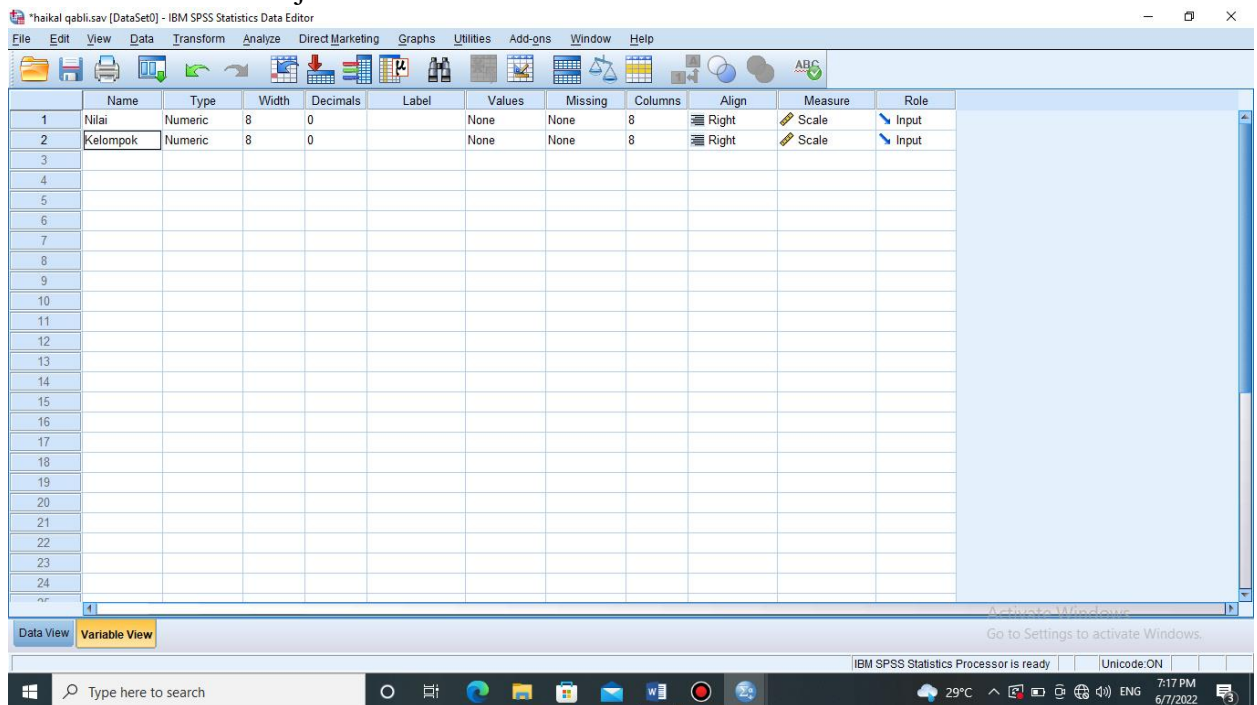 *haikal qabli.sav [DataSet0] - IBM SPSS Statistics Data Editor
File Edit View Data Transform Analyze Direct Marketing Graphs Utilities Add-ons Window Help
Name Type Width Decimals Label Values Missing Columns Align Measure Role
1 Nilai Numeric 8 0 None None 8 Right Scale Input
2 Kelompok Numeric 8 0 None None 8 Right Scale Input
3
4
5
6
7
8
9
10
11
12
13
14
15
16
17
18
19
20
21
22
23
24
Activate Windows
Data View Variable View Go to Settings to activate Windows.
IBM SPSS Statistics Processor is ready Unicode:ON
Type here to search 29°C ENG 7:17 PM
6/7/2022